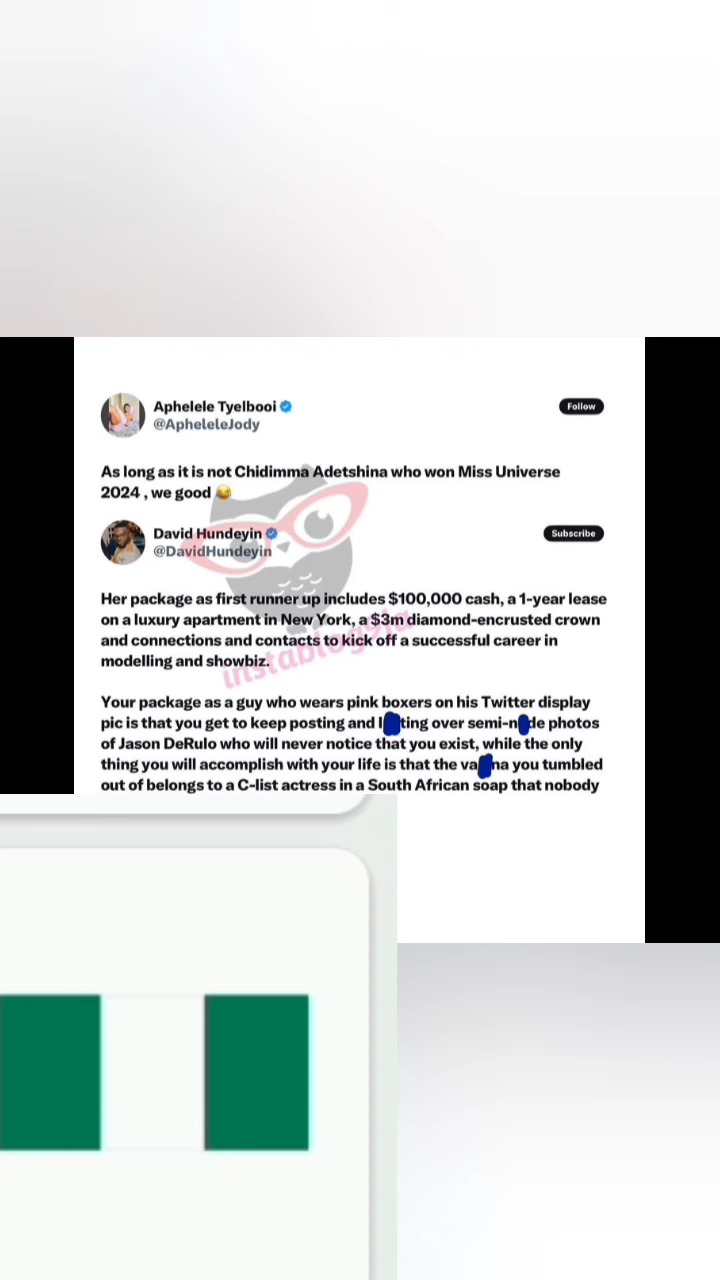 Aphelele Tyelbooi
Follow
@ApheleleJody
As long as it is not Chidimma Adetshina who won Miss Universe
2024 , we good 😂
David Hundeyin
Subscribe
@DavidHundeyin
Her package as first runner up includes $100,000 cash, a 1-year lease
on a luxury apartment in New York, a $3m diamond-encrusted crown
and connections and contacts to kick off a successful career in
modelling and showbiz.
instablog9ja
Your package as a guy who wears pink boxers on his Twitter display
pic is that you get to keep posting and l ting over semi-n de photos
of Jason DeRulo who will never notice that you exist, while the only
thing you will accomplish with your life is that the va na you tumbled
out of belongs to a C-list actress in a South African soap that nobody